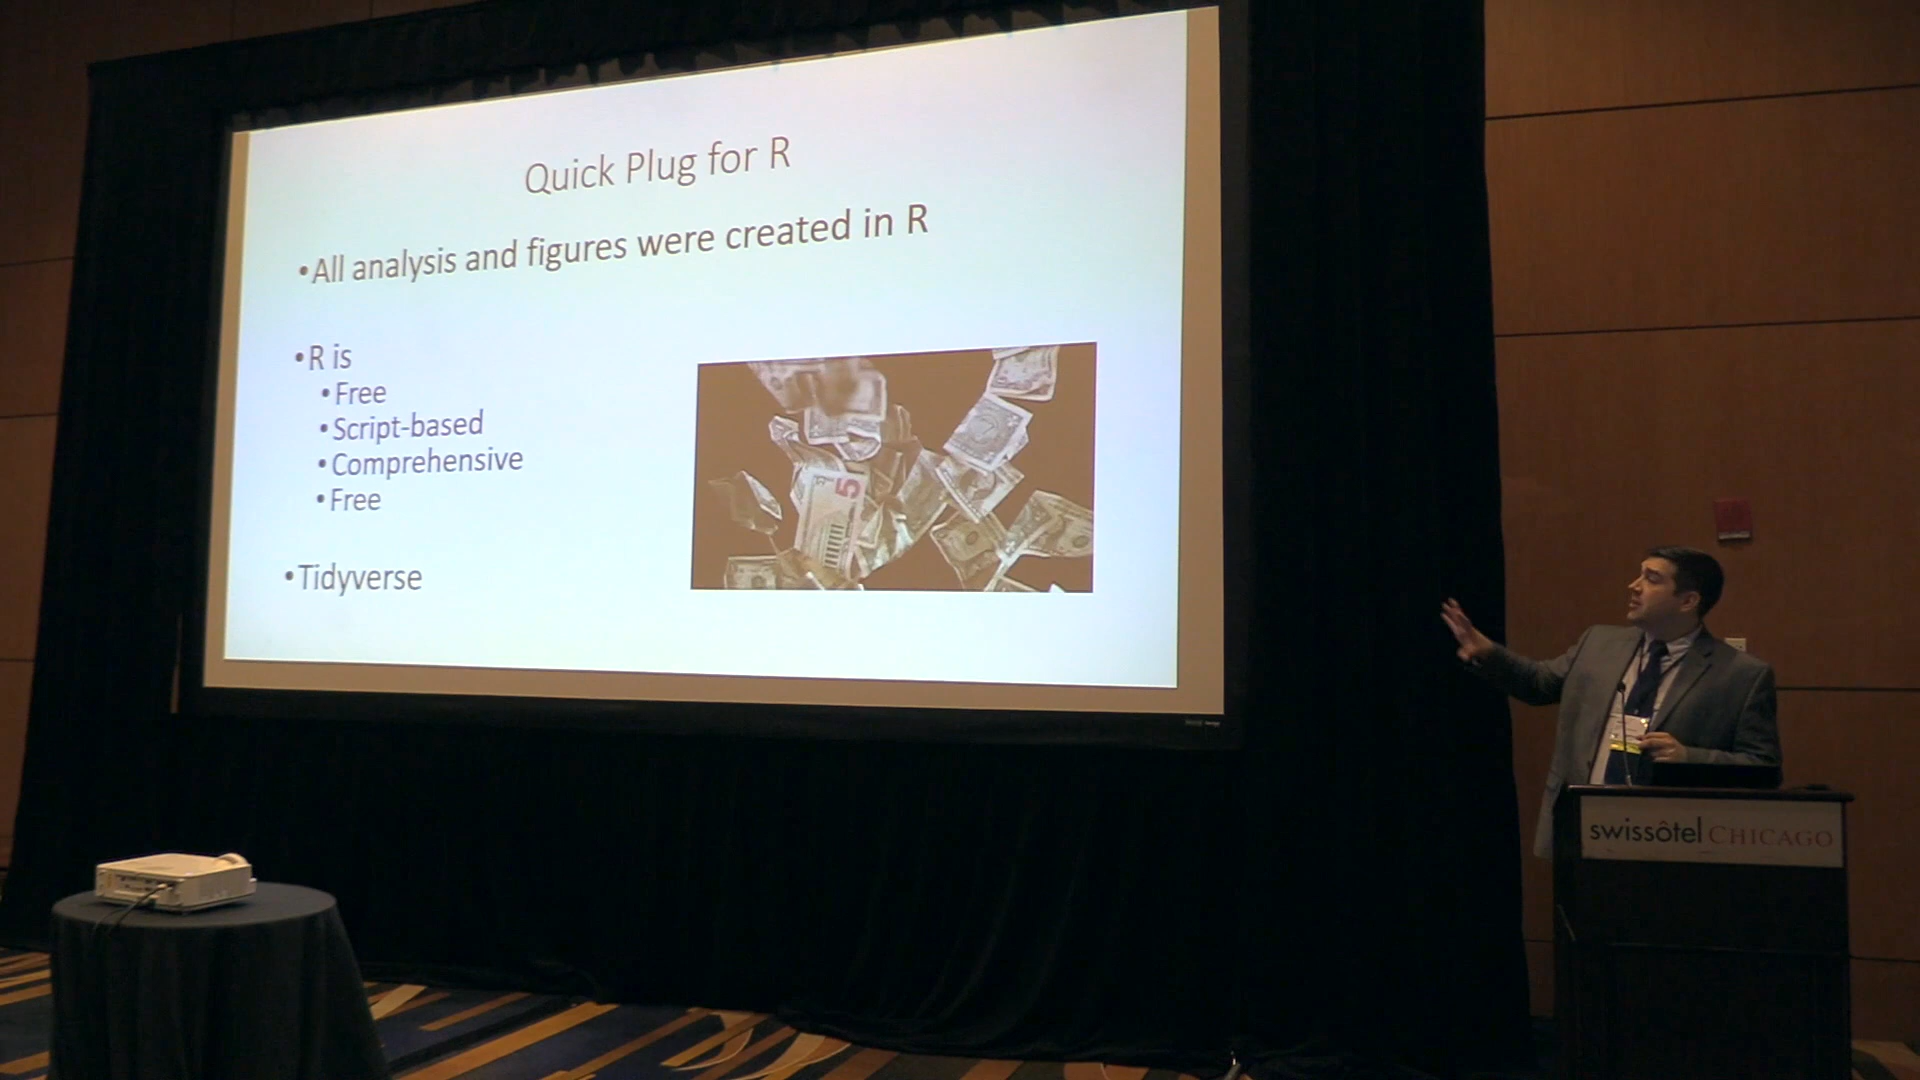 Quick Plug for R
•All analysis and figures were created in R
•R is
•Free
•Script-based
•Comprehensive
•Free
•Tidyverse
5
swissôtel CHICAGO